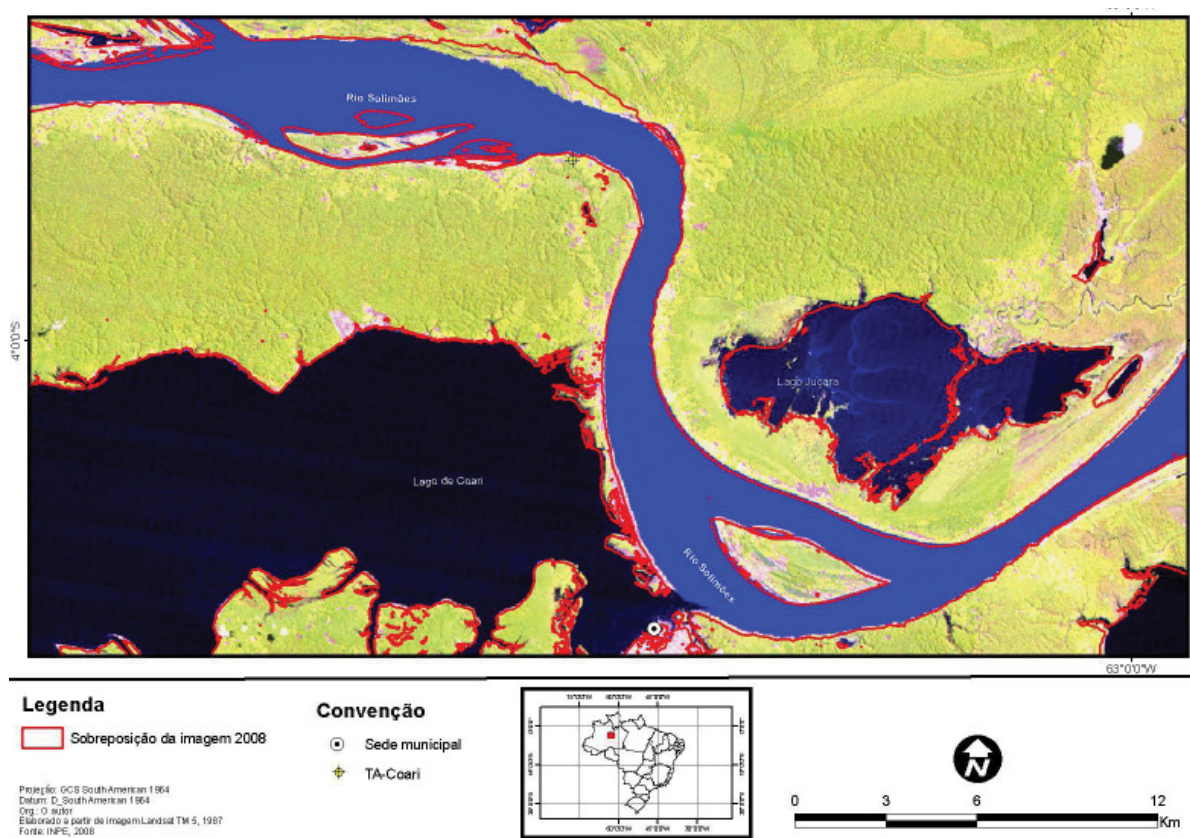 Rio Solimões
4°0'0"S
Lago Juçara
Lago de Coari
Rio Solimões
63°0'0"W
Legenda
Sobreposição da imagem 2008
Convenção
Sede municipal
TA-Coari
N
0 3 6 12
Km
Projeção: GCS South American 1964
Datum: D_South American 1964
Org.: O autor
Elaborado a partir de imagem Landsat TM 5, 1987
Fonte: INPE, 2008